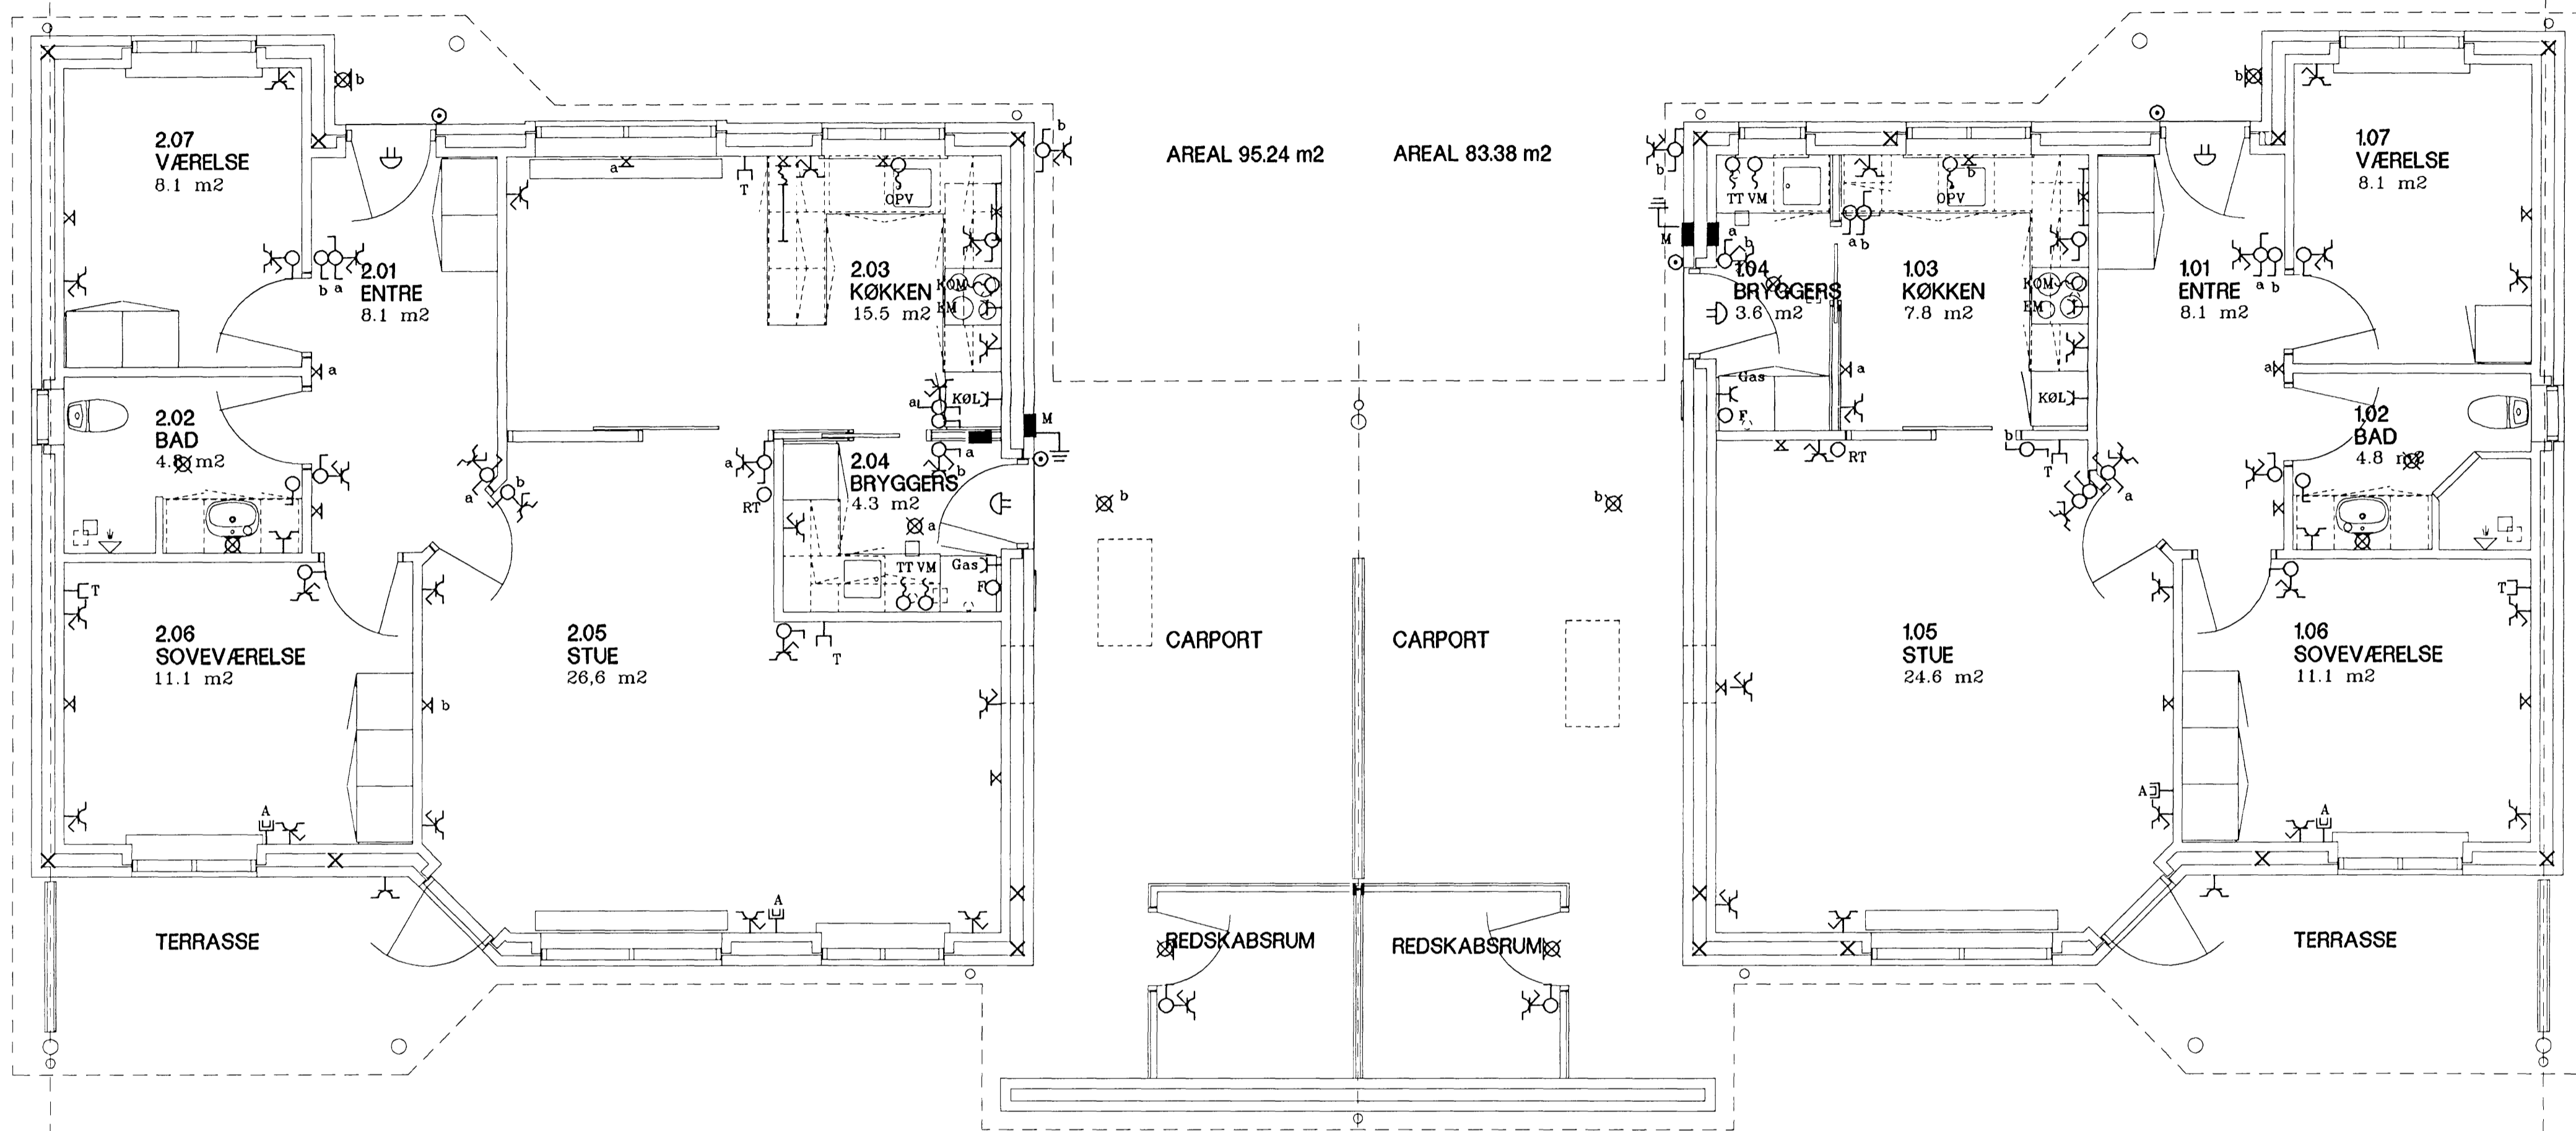 AREAL 95.24 m2
AREAL 83.38 m2
2.07
VÆRELSE
8.1 m2
2.01
ENTRE
8.1 m2
2.03
KØKKEN
15.5 m2
2.02
BAD
4.8 m2
2.04
BRYGGERS
4.3 m2
2.06
SOVEVÆRELSE
11.1 m2
2.05
STUE
26,6 m2
TERRASSE
OPV
KOM
EM
KØL
M
RT
TT VM
Gas
F
T
T
T
A
A
a
a
a
a
a
a
a
a
b
b
b
b
b
b
b
CARPORT
CARPORT
REDSKABSRUM
REDSKABSRUM
1.04
BRYGGERS
3.6 m2
1.03
KØKKEN
7.8 m2
1.01
ENTRE
8.1 m2
1.07
VÆRELSE
8.1 m2
1.02
BAD
4.8 m2
1.05
STUE
24.6 m2
1.06
SOVEVÆRELSE
11.1 m2
TERRASSE
TT VM
OPV
KOM
EM
KØL
M
Gas
F
RT
T
T
A
A
a
a
a
a
a
a
b
b
b
b
b
b
b
b